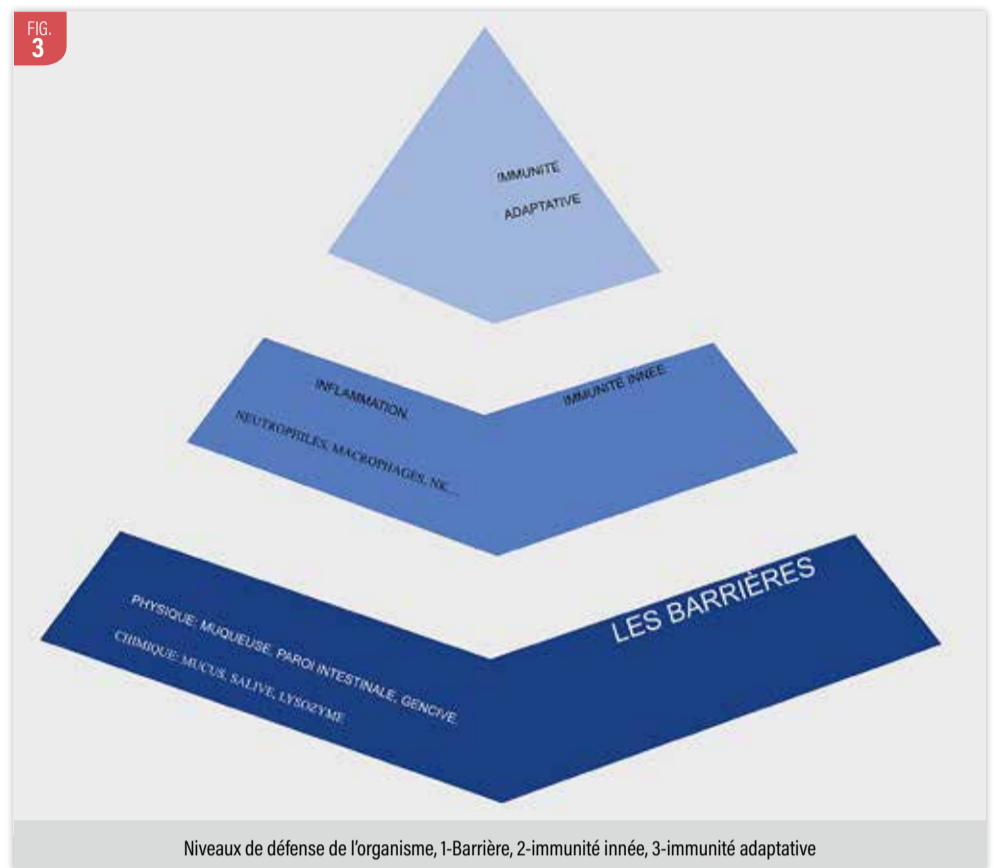 FIG.
3
IMMUNITE
ADAPTATIVE
INFLAMMATION,
NEUTROPHILES, MACROPHAGES, NK...
IMMUNITÉ INNEE
PHYSIQUE: MUQUEUSE, PAROI INTESTINALE, GENCIVE,
CHIMIQUE: MUCUS, SALIVE, LYSOZYME
LES BARRIÈRES
Niveaux de défense de l'organisme, 1-Barrière, 2-immunité innée, 3-immunité adaptative